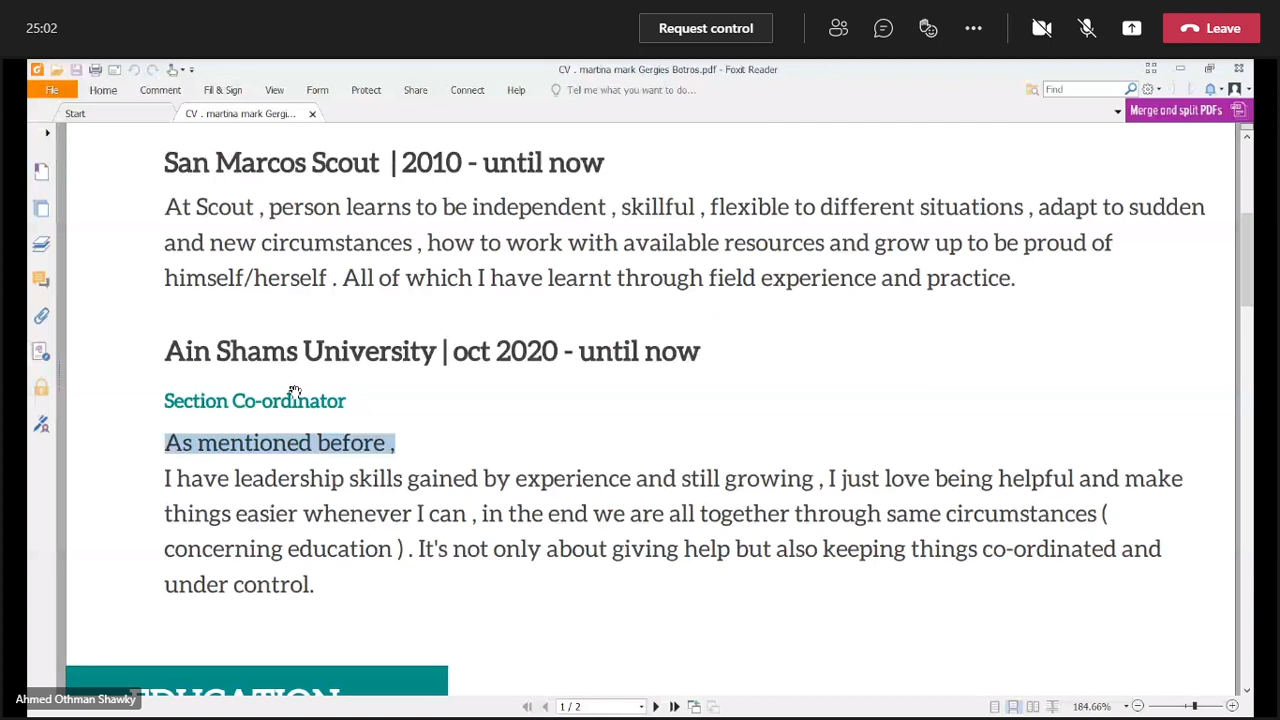 25:02
Request control
Leave
CV . martina mark Gergies Botros.pdf - Foxit Reader
File Home Comment Fill & Sign View Form Protect Share Connect Help Tell me what you want to do... Find
Start CV . martina mark Gergi...
Merge and split PDFs
San Marcos Scout | 2010 - until now
At Scout , person learns to be independent , skillful , flexible to different situations , adapt to sudden
and new circumstances , how to work with available resources and grow up to be proud of
himself/herself . All of which I have learnt through field experience and practice.
Ain Shams University | oct 2020 - until now
Section Co-ordinator
As mentioned before ,
I have leadership skills gained by experience and still growing , I just love being helpful and make
things easier whenever I can , in the end we are all together through same circumstances (
concerning education ) . It's not only about giving help but also keeping things co-ordinated and
under control.
EDUCATION
Ahmed Othman Shawky
1 / 2
184.66%